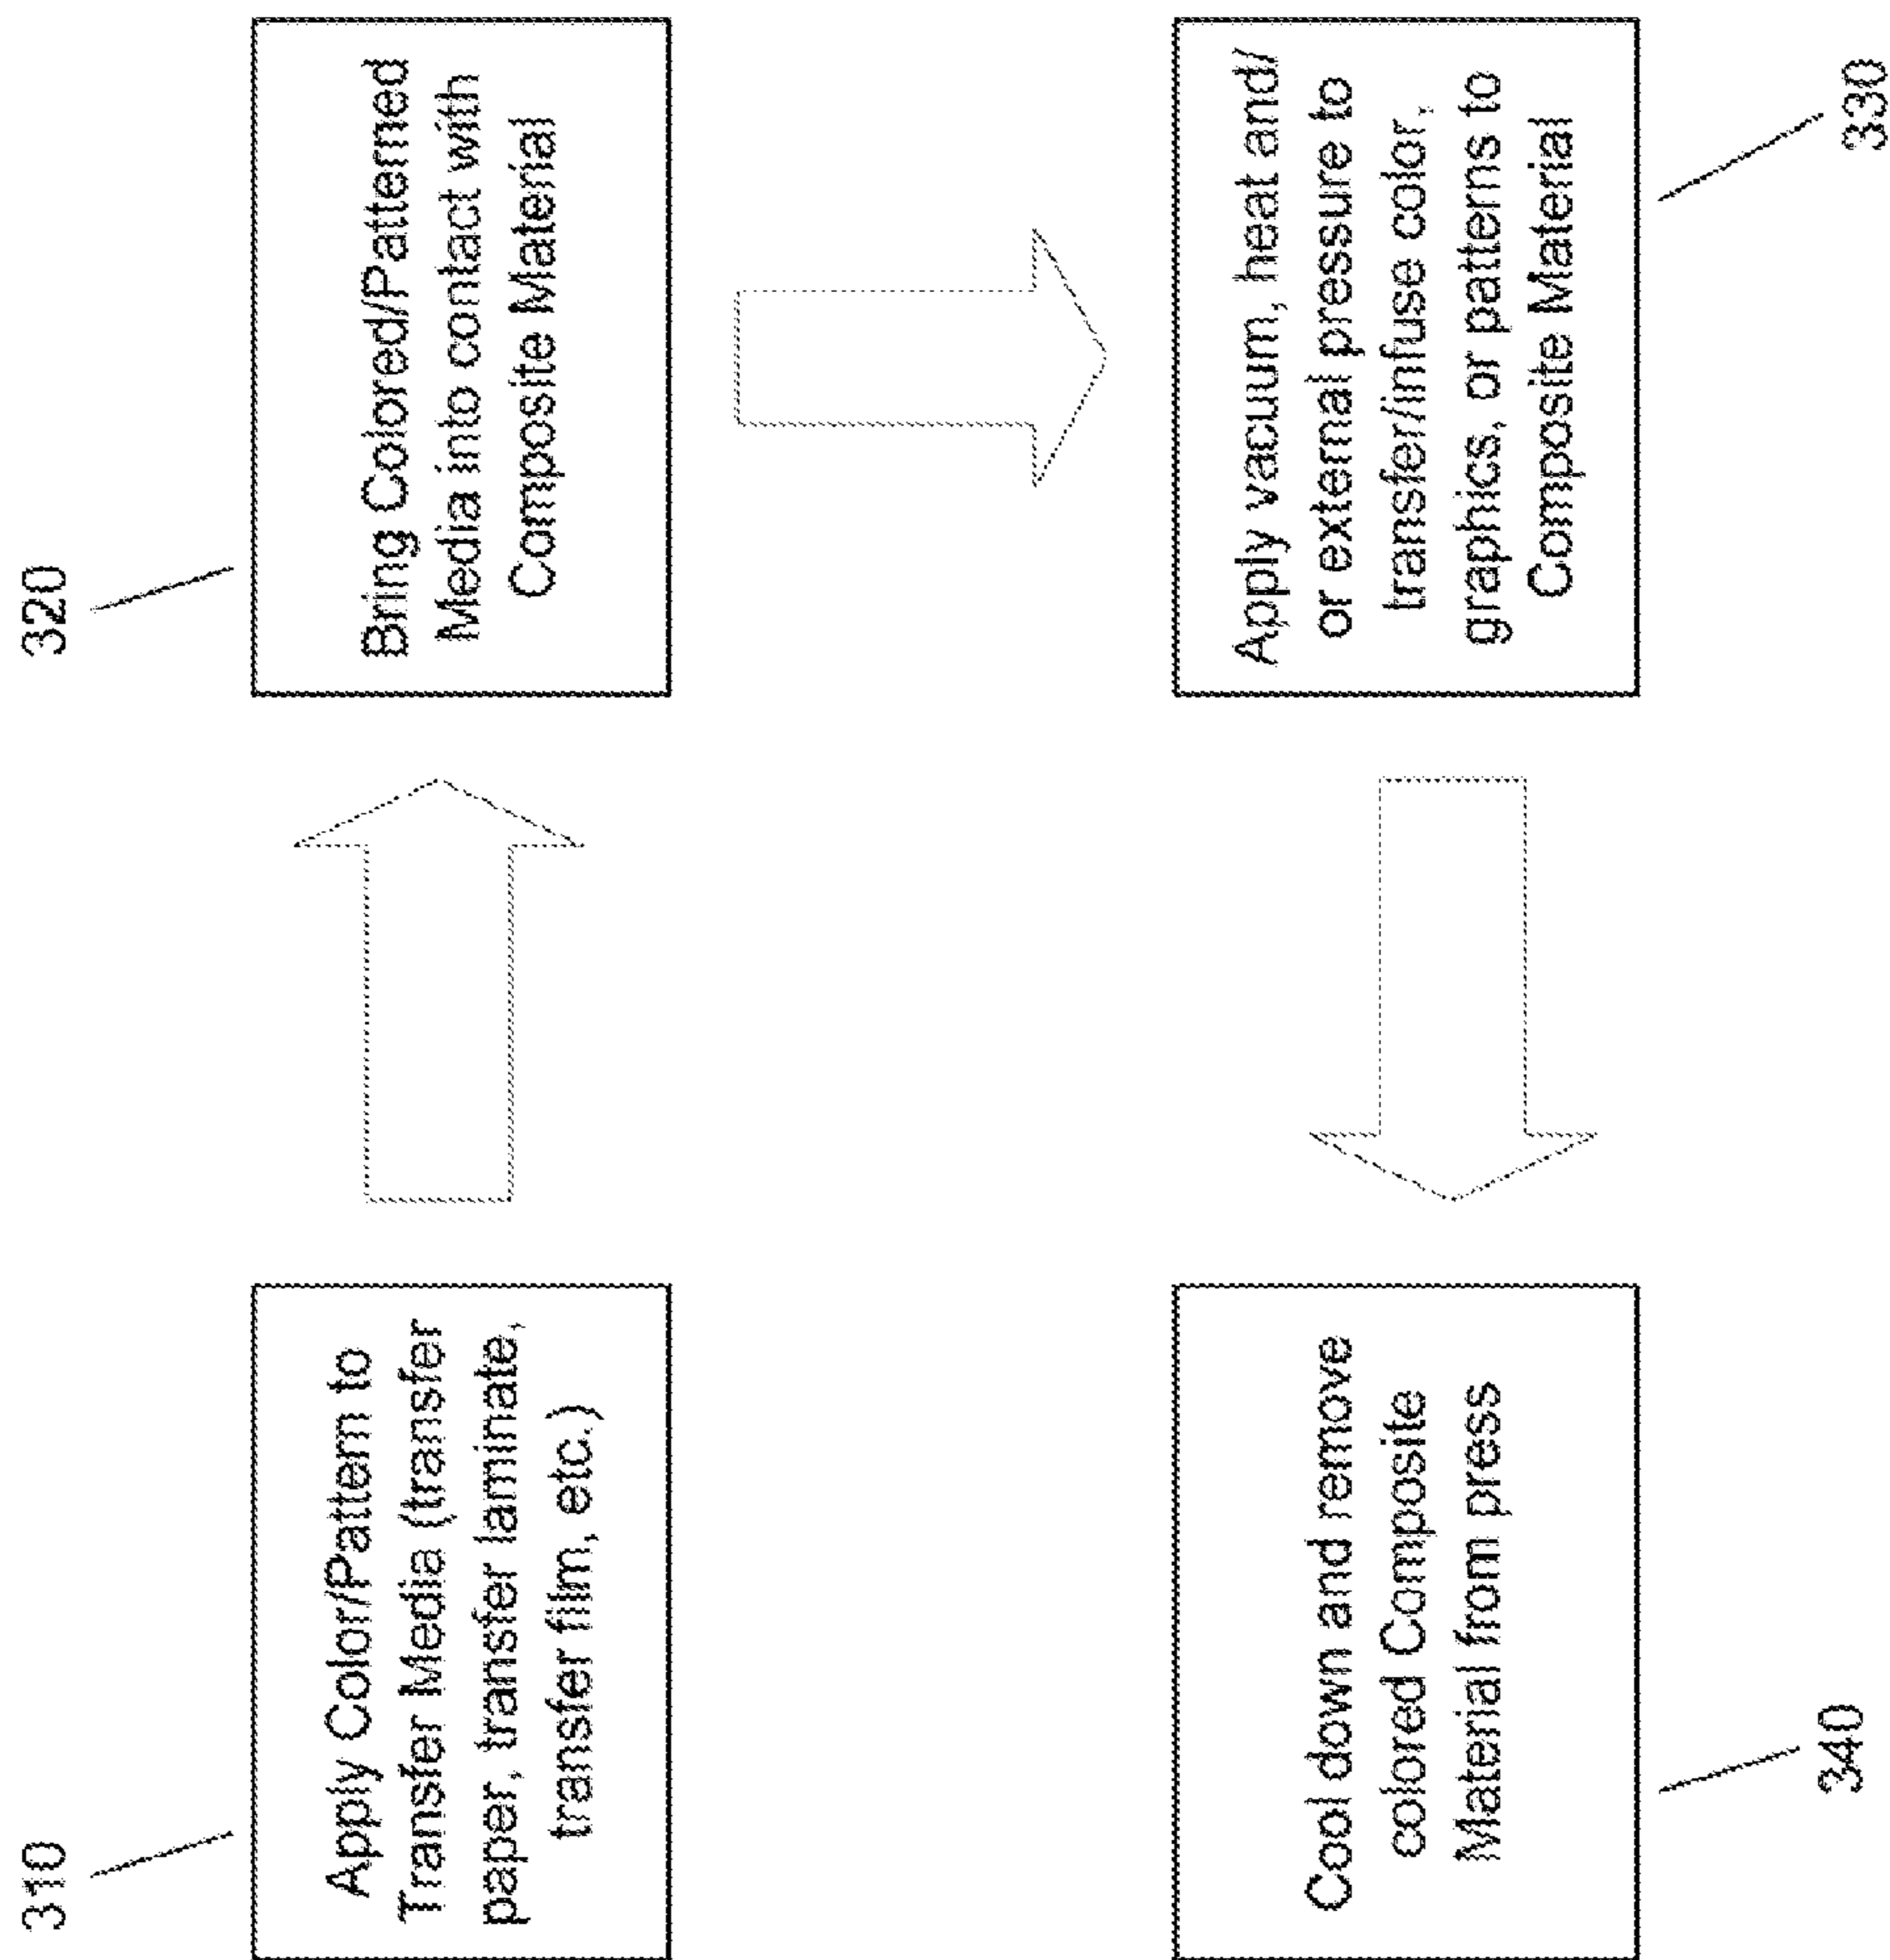 310
Apply Color/Pattern to
Transfer Media (transfer
paper, transfer laminate,
transfer film, etc.)
320
Bring Colored/Patterned
Media into contact with
Composite Material
Apply vacuum, heat and/
or external pressure to
transfer/infuse color,
graphics, or patterns to
Composite Material
330
Cool down and remove
colored Composite
Material from press
340